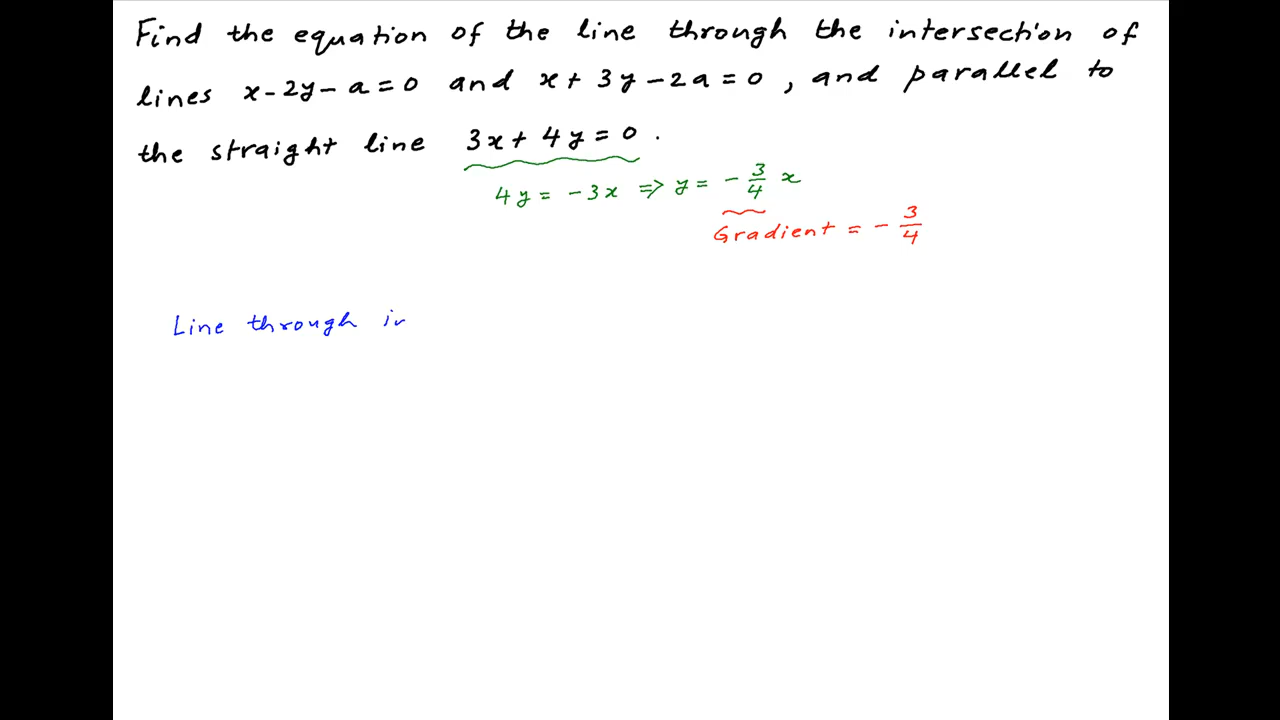 Find the equation of the line through the intersection of
lines x - 2y - a = 0 and x + 3y - 2a = 0 , and parallel to
the straight line 3x + 4y = 0 .
4y = -3x ⇒ y = -3/4 x
Gradient = -3/4
Line through